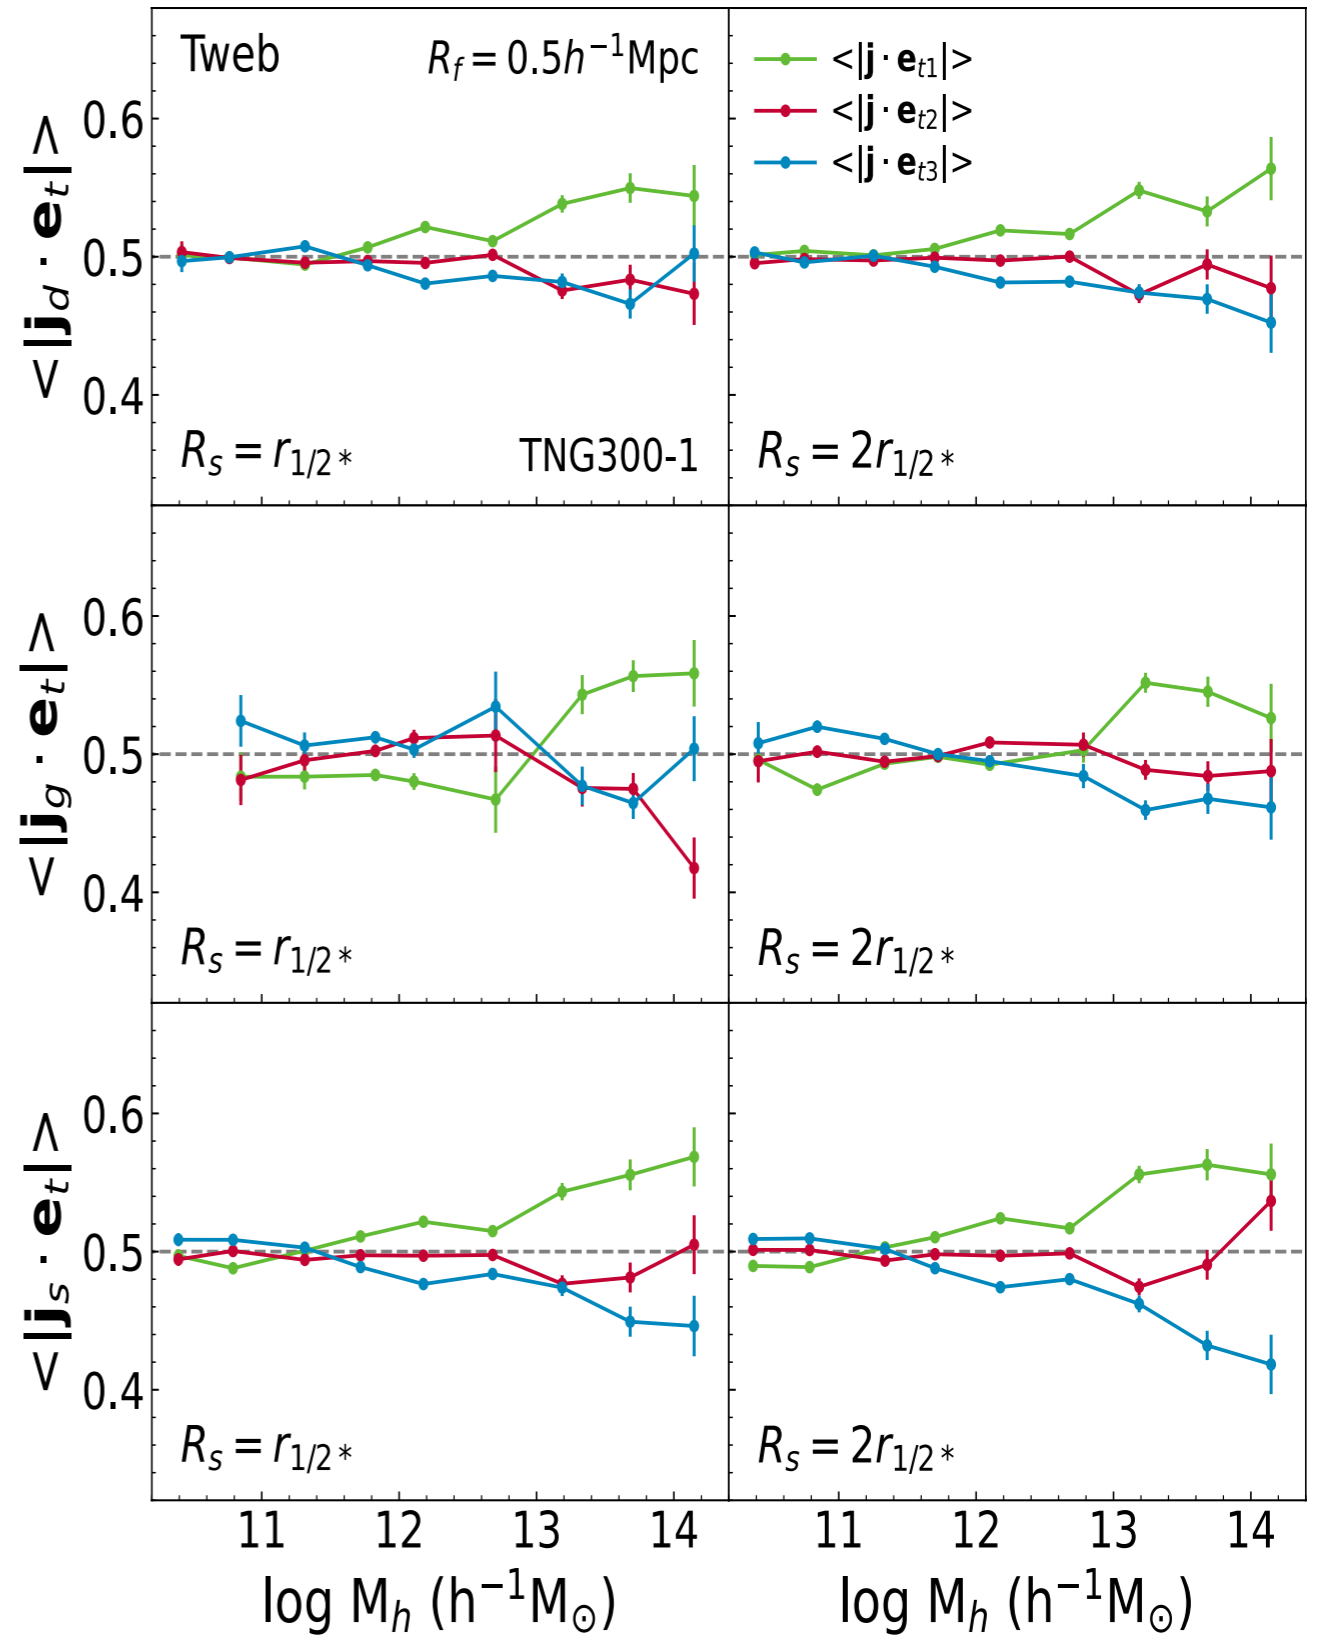 Tweb
R_f = 0.5h⁻¹Mpc
<|j · e_t1|>
<|j · e_t2|>
<|j · e_t3|>
<|j_d · e_t|>
0.6
0.5
0.4
R_s = r_1/2*
TNG300-1
R_s = 2r_1/2*
<|j_g · e_t|>
0.6
0.5
0.4
R_s = r_1/2*
R_s = 2r_1/2*
<|j_s · e_t|>
0.6
0.5
0.4
R_s = r_1/2*
R_s = 2r_1/2*
11 12 13 14
11 12 13 14
log M_h (h⁻¹M_⊙)
log M_h (h⁻¹M_⊙)